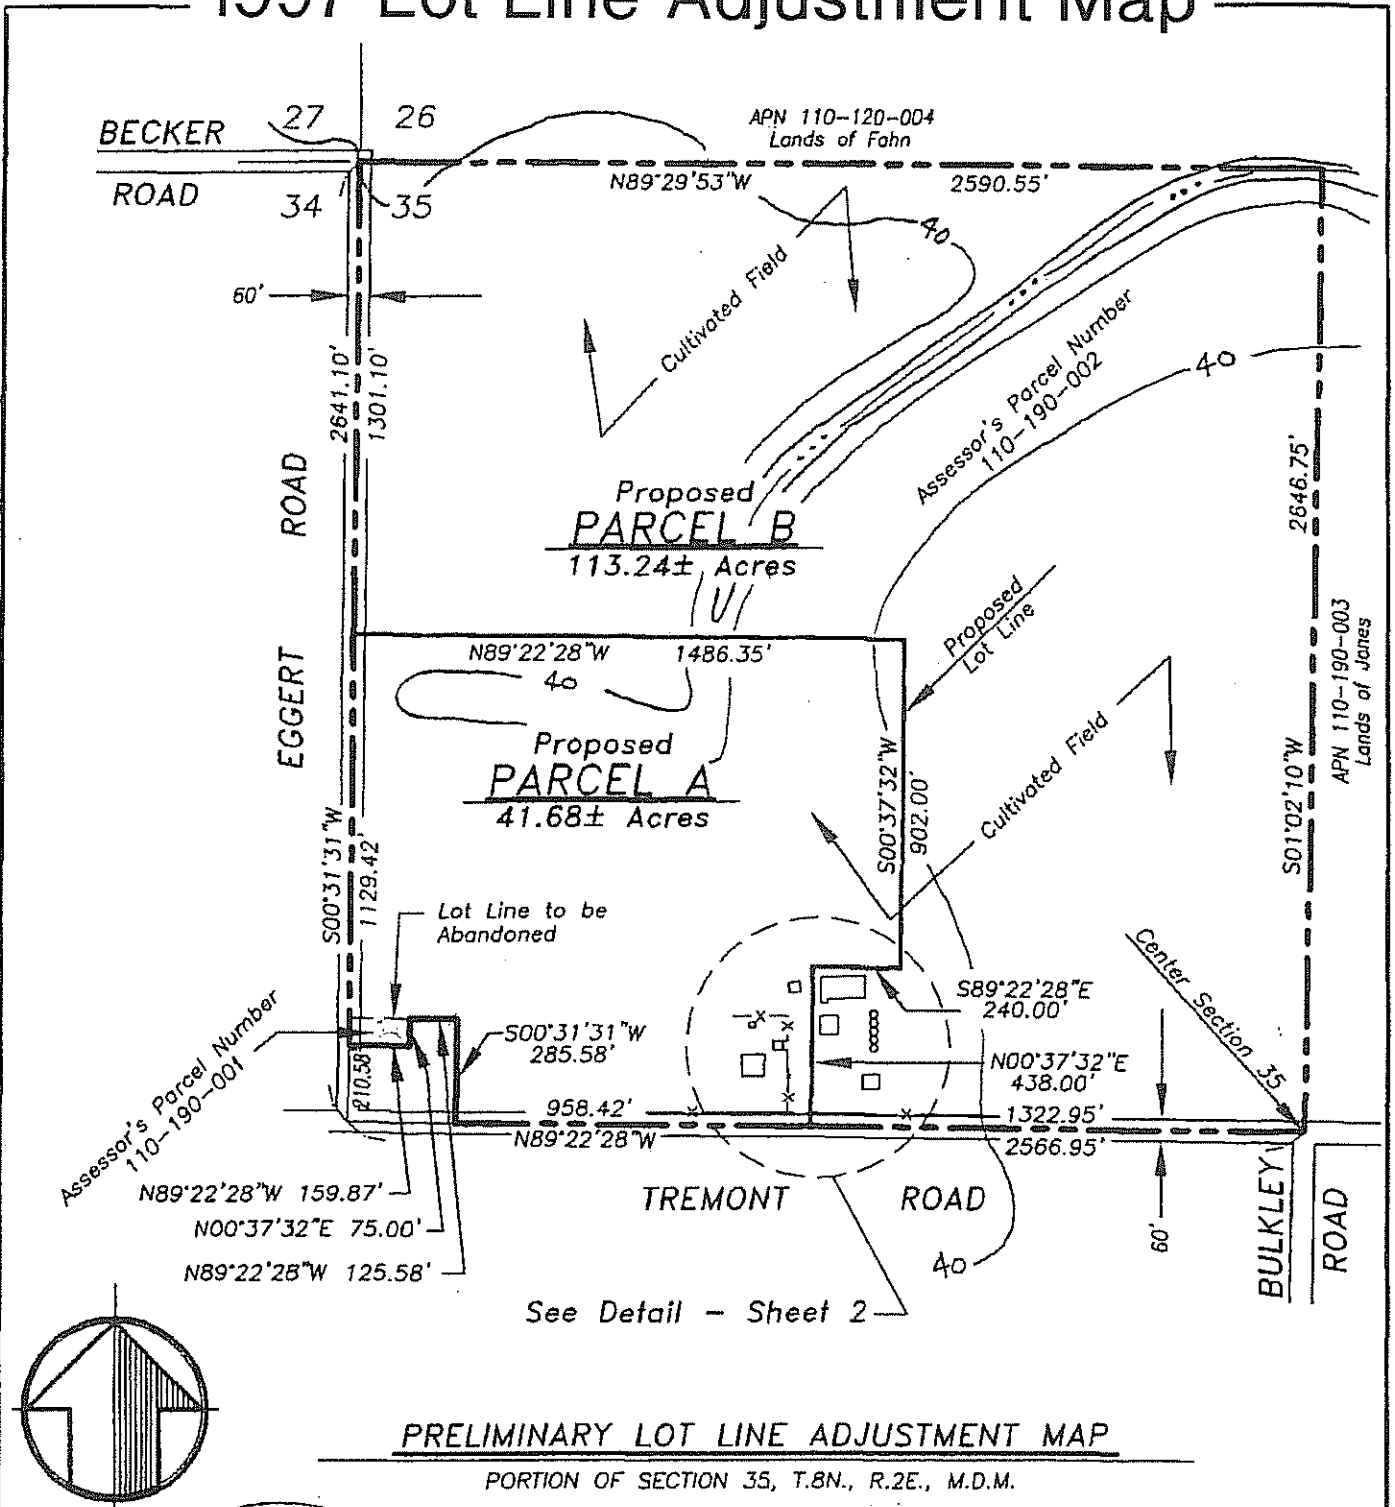 1997 Lot Line Adjustment Map
27 26
BECKER
ROAD
34 35
APN 110-120-004
Lands of Fahn
N89°29'53"W 2590.55'
40
60'
Cultivated Field
2641.10'
1301.10'
Assessor's Parcel Number
110-190-002
40
ROAD
EGGERT
Proposed
PARCEL B
113.24± Acres
2646.75'
Proposed
Lot Line
APN 110-190-003
Lands of Janes
N89°22'28"W 1486.35'
40
Proposed
PARCEL A
41.68± Acres
S00°37'32"W
902.00'
Cultivated Field
S01°02'10"W
S00°31'31"W
1129.42'
Lot Line to be
Abandoned
Center Section 35
S89°22'28"E
240.00'
Assessor's Parcel Number
110-190-001
S00°31'31"W
285.58'
N00°37'32"E
438.00'
210.58'
958.42'
1322.95'
N89°22'28"W
2566.95'
N89°22'28"W 159.87'
TREMONT ROAD
N00°37'32"E 75.00'
60'
BULKLEY
ROAD
N89°22'28"W 125.58'
40
See Detail - Sheet 2
PRELIMINARY LOT LINE ADJUSTMENT MAP
PORTION OF SECTION 35, T.8N., R.2E., M.D.M.